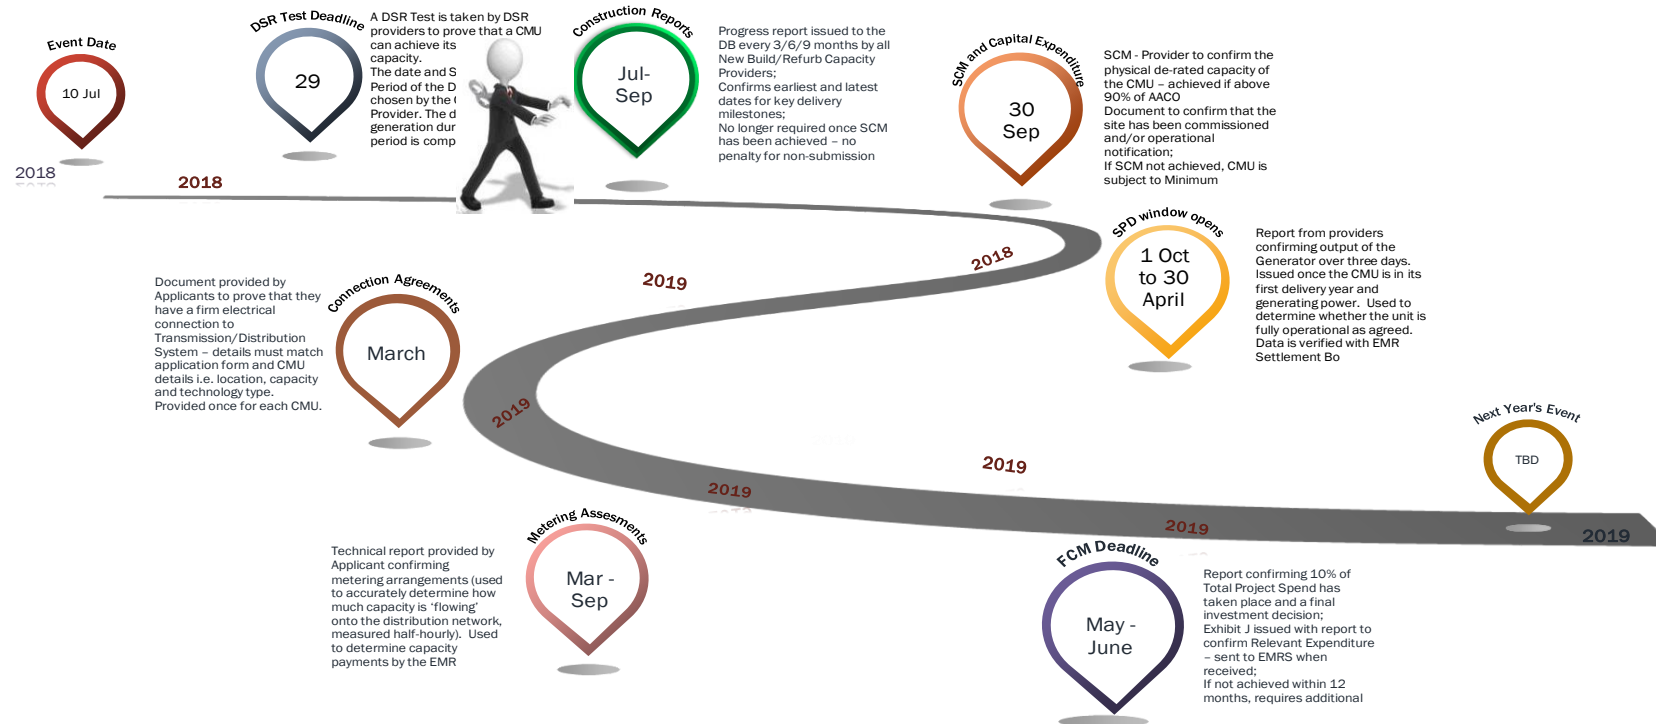 Event Date
10 Jul
2018
2018
DSR Test Deadline
29
A DSR Test is taken by DSR
providers to prove that a CMU
can achieve its
capacity.
The date and S
Period of the D
chosen by the
Provider. The d
generation dur
period is comp
Construction Reports
Jul-
Sep
Progress report issued to the
DB every 3/6/9 months by all
New Build/Refurb Capacity
Providers;
Confirms earliest and latest
dates for key delivery
milestones;
No longer required once SCM
has been achieved – no
penalty for non-submission
SCM and Capital Expenditure
30
Sep
SCM - Provider to confirm the
physical de-rated capacity of
the CMU – achieved if above
90% of AACO
Document to confirm that the
site has been commissioned
and/or operational
notification;
If SCM not achieved, CMU is
subject to Minimum
SPD window opens
1 Oct
to 30
April
Report from providers
confirming output of the
Generator over three days.
Issued once the CMU is in its
first delivery year and
generating power.  Used to
determine whether the unit is
fully operational as agreed.
Data is verified with EMR
Settlement Bo
2018
2019
Document provided by
Applicants to prove that they
have a firm electrical
connection to
Transmission/Distribution
System – details must match
application form and CMU
details i.e. location, capacity
and technology type.
Provided once for each CMU.
Connection Agreements
March
2019
2019
2019
2019
2019
Next Year's Event
TBD
Technical report provided by
Applicant confirming
metering arrangements (used
to accurately determine how
much capacity is ‘flowing’
onto the distribution network,
measured half-hourly).  Used
to determine capacity
payments by the EMR
Metering Assesments
Mar -
Sep
FCM Deadline
May -
June
Report confirming 10% of
Total Project Spend has
taken place and a final
investment decision;
Exhibit J issued with report to
confirm Relevant Expenditure
– sent to EMRS when
received;
If not achieved within 12
months, requires additional